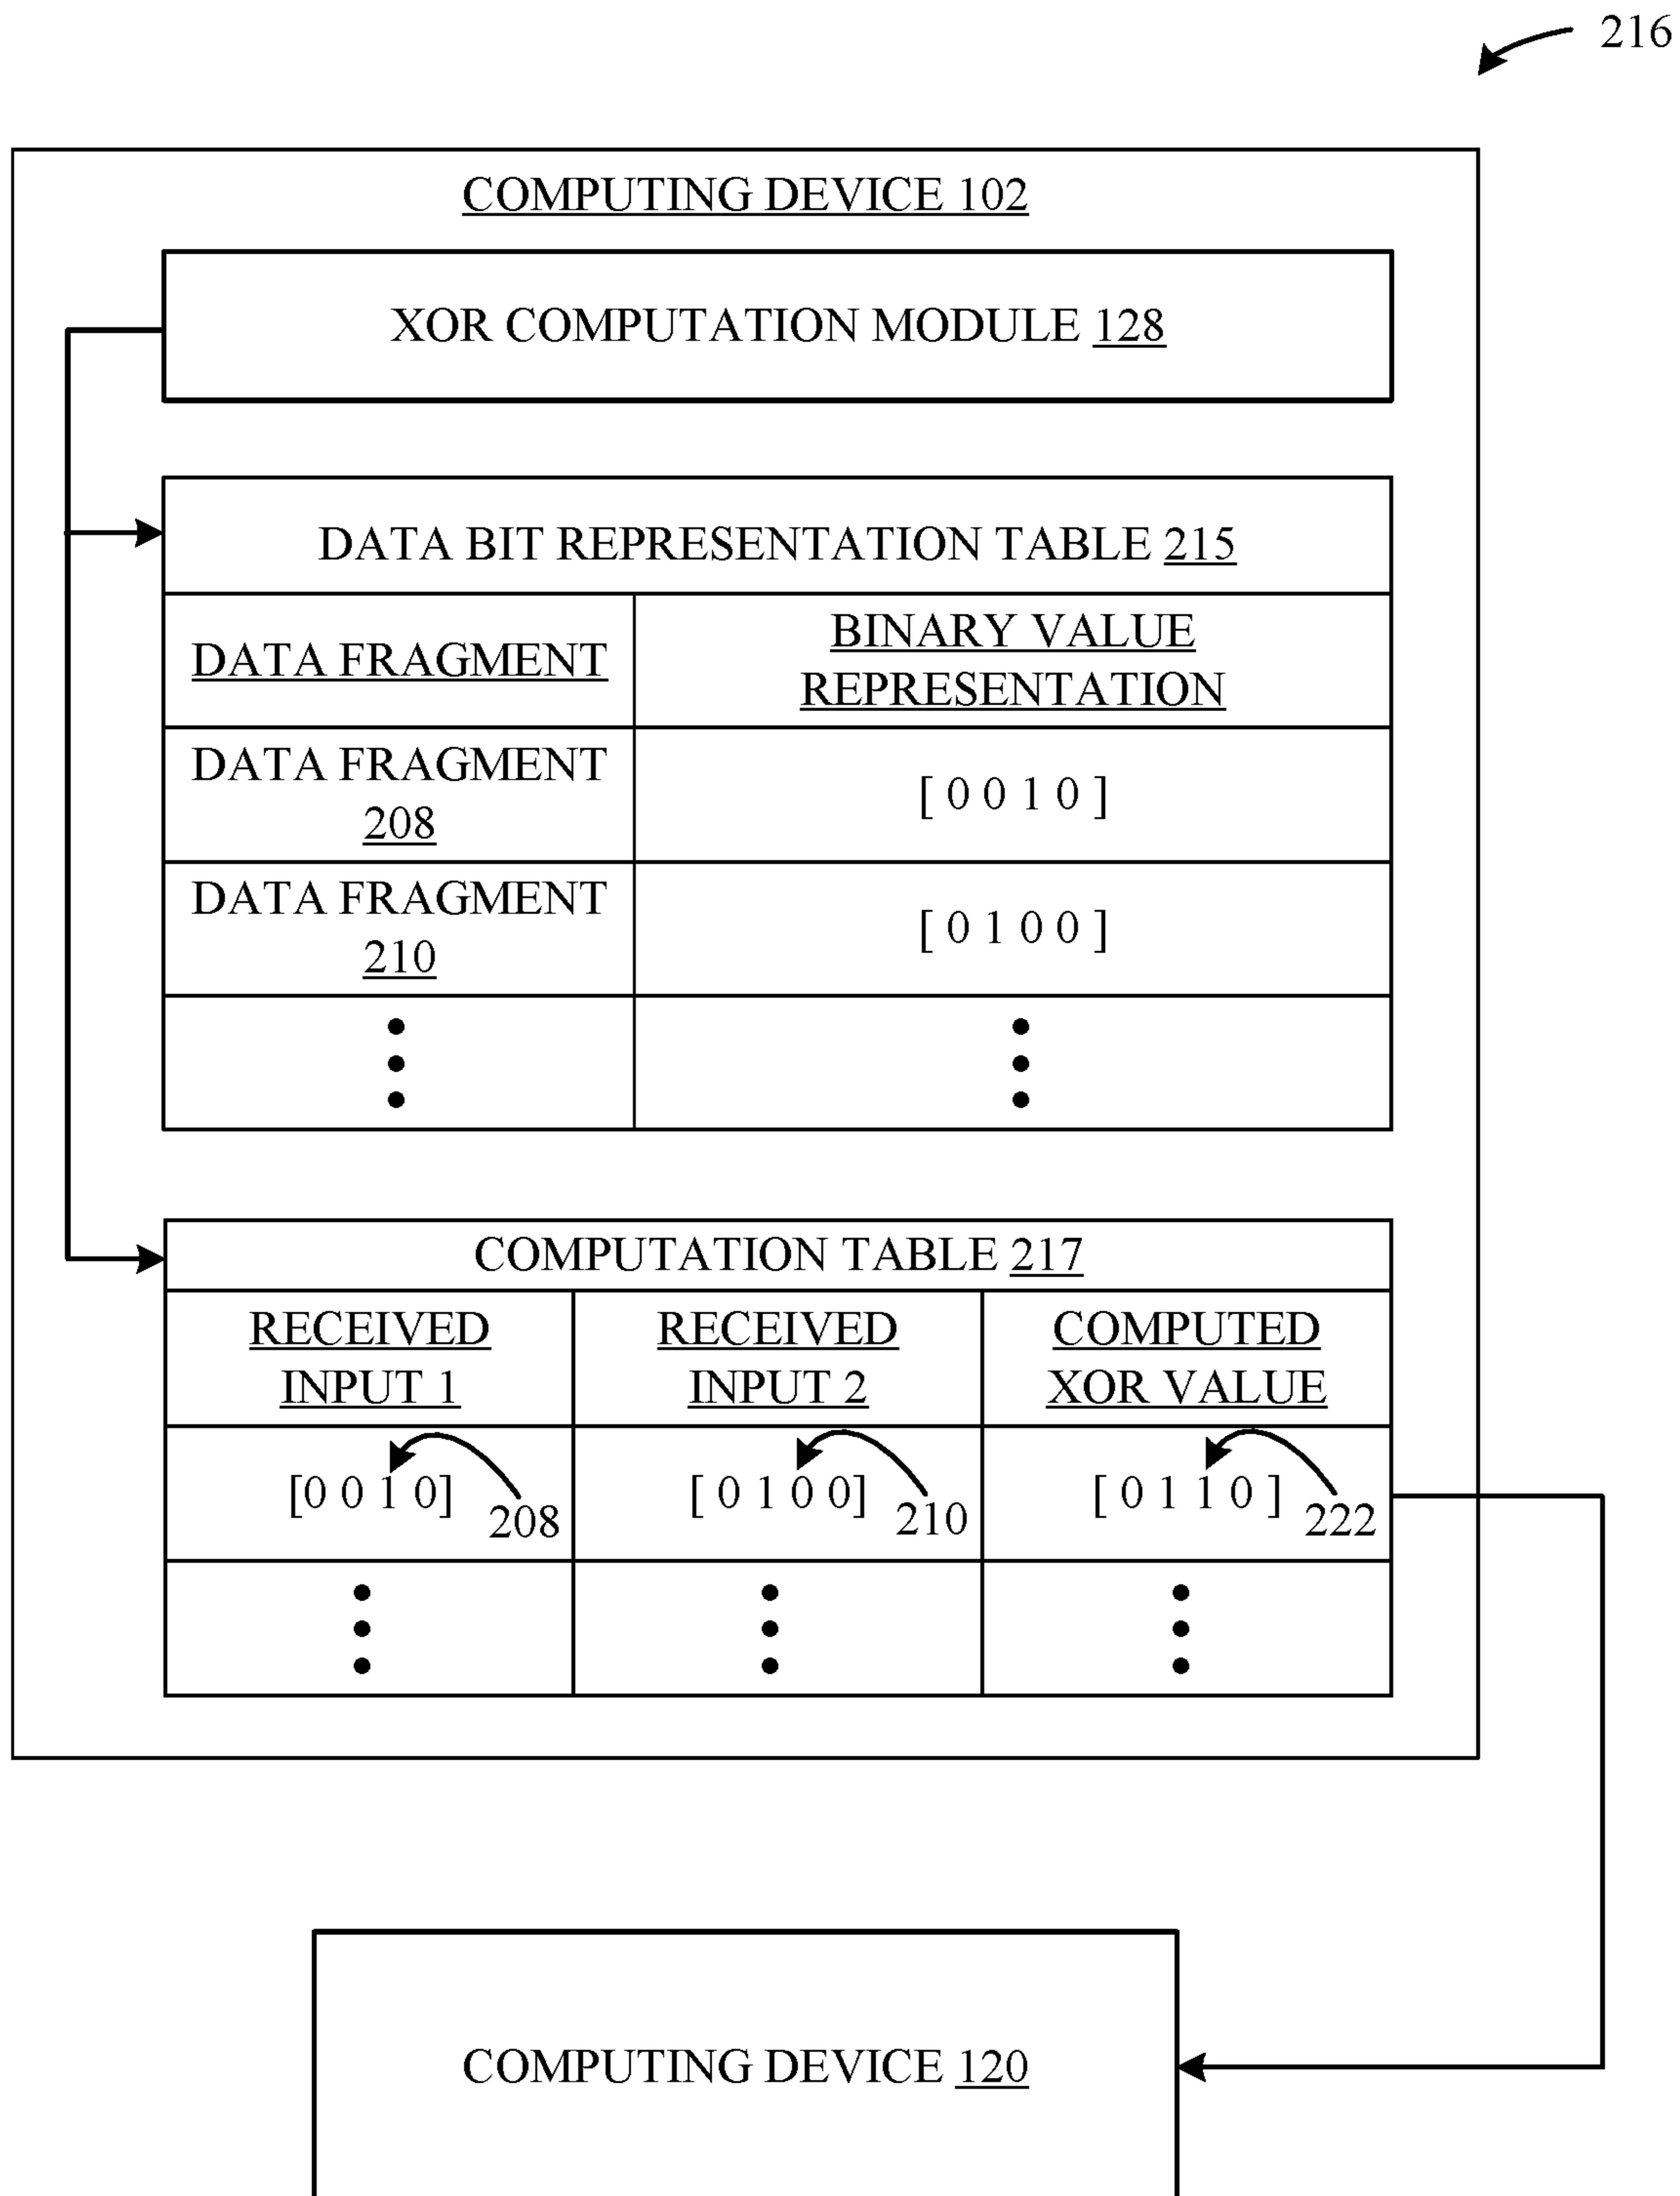 216
COMPUTING DEVICE 102
XOR COMPUTATION MODULE 128
DATA BIT REPRESENTATION TABLE 215
DATA FRAGMENT
BINARY VALUE
REPRESENTATION
DATA FRAGMENT
208
[ 0 0 1 0 ]
DATA FRAGMENT
210
[ 0 1 0 0 ]
COMPUTATION TABLE 217
RECEIVED
INPUT 1
RECEIVED
INPUT 2
COMPUTED
XOR VALUE
[0 0 1 0]
208
[ 0 1 0 0]
210
[ 0 1 1 0 ]
222
COMPUTING DEVICE 120